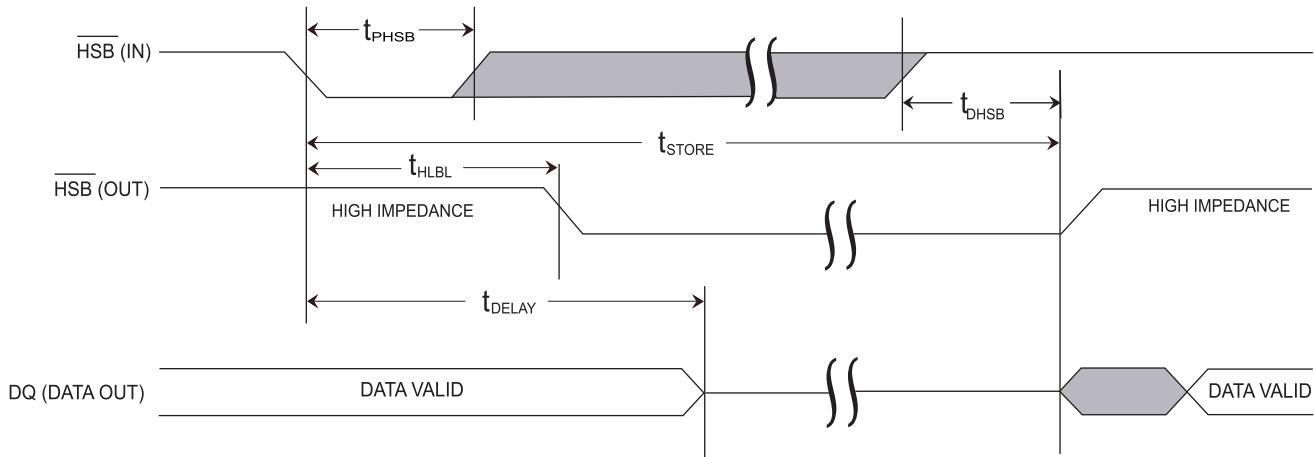 tPHSB
HSB (IN)
tDHSB
tSTORE
tHLBL
HSB (OUT)
HIGH IMPEDANCE
HIGH IMPEDANCE
tDELAY
DQ (DATA OUT)
DATA VALID
DATA VALID